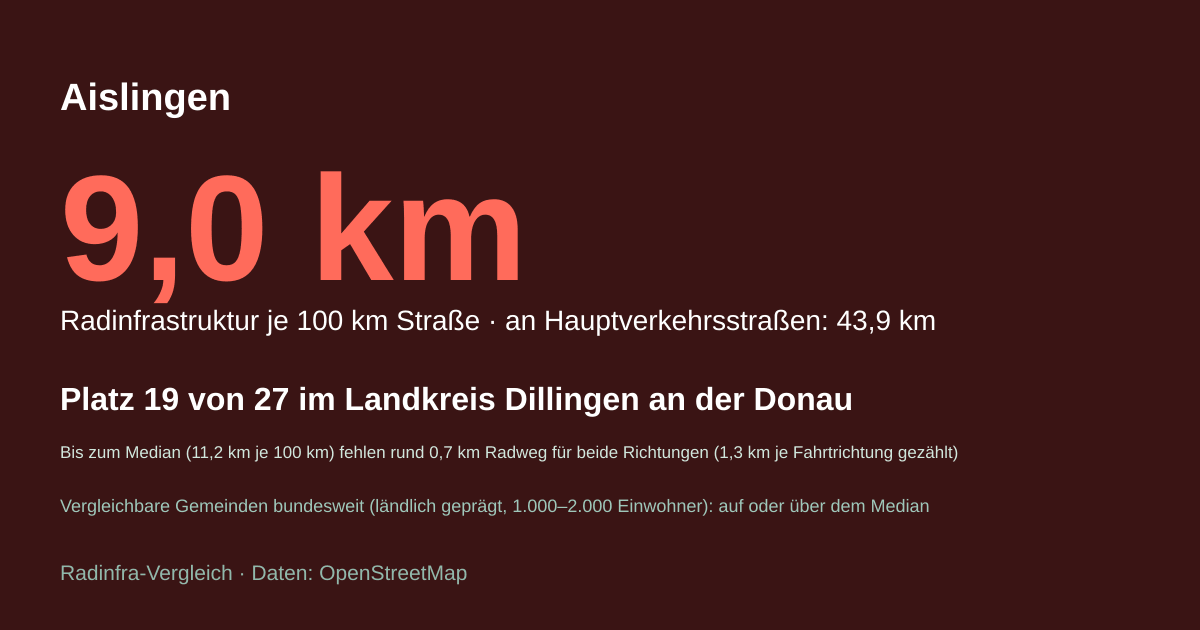 Aislingen
9,0 km
Radinfrastruktur je 100 km Straße · an Hauptverkehrsstraßen: 43,9 km
Platz 19 von 27 im Landkreis Dillingen an der Donau
Bis zum Median (11,2 km je 100 km) fehlen rund 0,7 km Radweg für beide Richtungen (1,3 km je Fahrtrichtung gezählt)
Vergleichbare Gemeinden bundesweit (ländlich geprägt, 1.000–2.000 Einwohner): auf oder über dem Median
Radinfra-Vergleich · Daten: OpenStreetMap